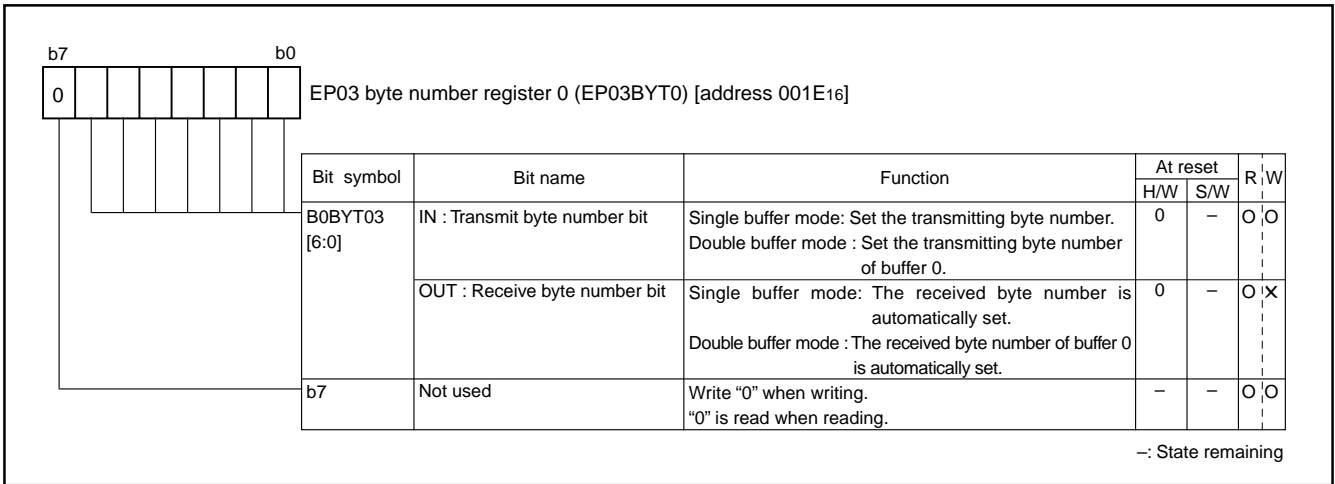 b7 b0
0 EP03 byte number register 0 (EP03BYT0) [address 001E16]
Bit symbol Bit name Function At reset R W
H/W S/W
B0BYT03 IN : Transmit byte number bit Single buffer mode: Set the transmitting byte number. 0 – O O
[6:0] Double buffer mode : Set the transmitting byte number
of buffer 0.
OUT : Receive byte number bit Single buffer mode: The received byte number is 0 – O ×
automatically set.
Double buffer mode : The received byte number of buffer 0
is automatically set.
b7 Not used Write “0” when writing. – – O O
“0” is read when reading.
–: State remaining